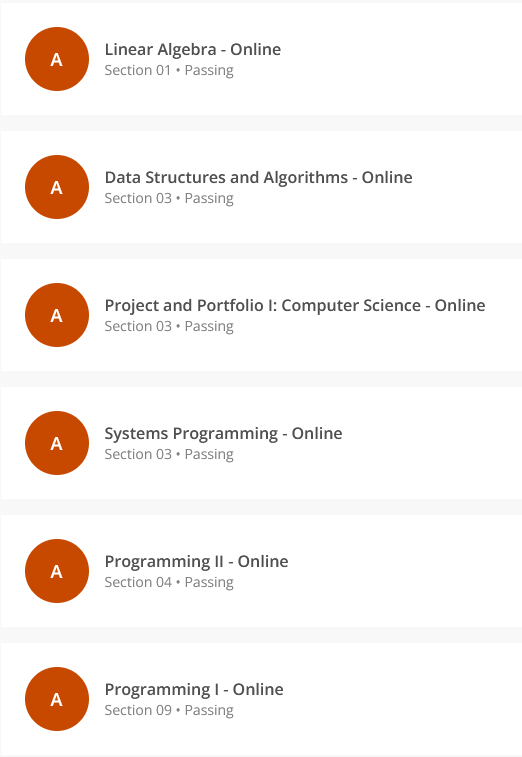 A
Linear Algebra - Online
Section 01 • Passing
A
Data Structures and Algorithms - Online
Section 03 • Passing
A
Project and Portfolio I: Computer Science - Online
Section 03 • Passing
A
Systems Programming - Online
Section 03 • Passing
A
Programming II - Online
Section 04 • Passing
A
Programming I - Online
Section 09 • Passing